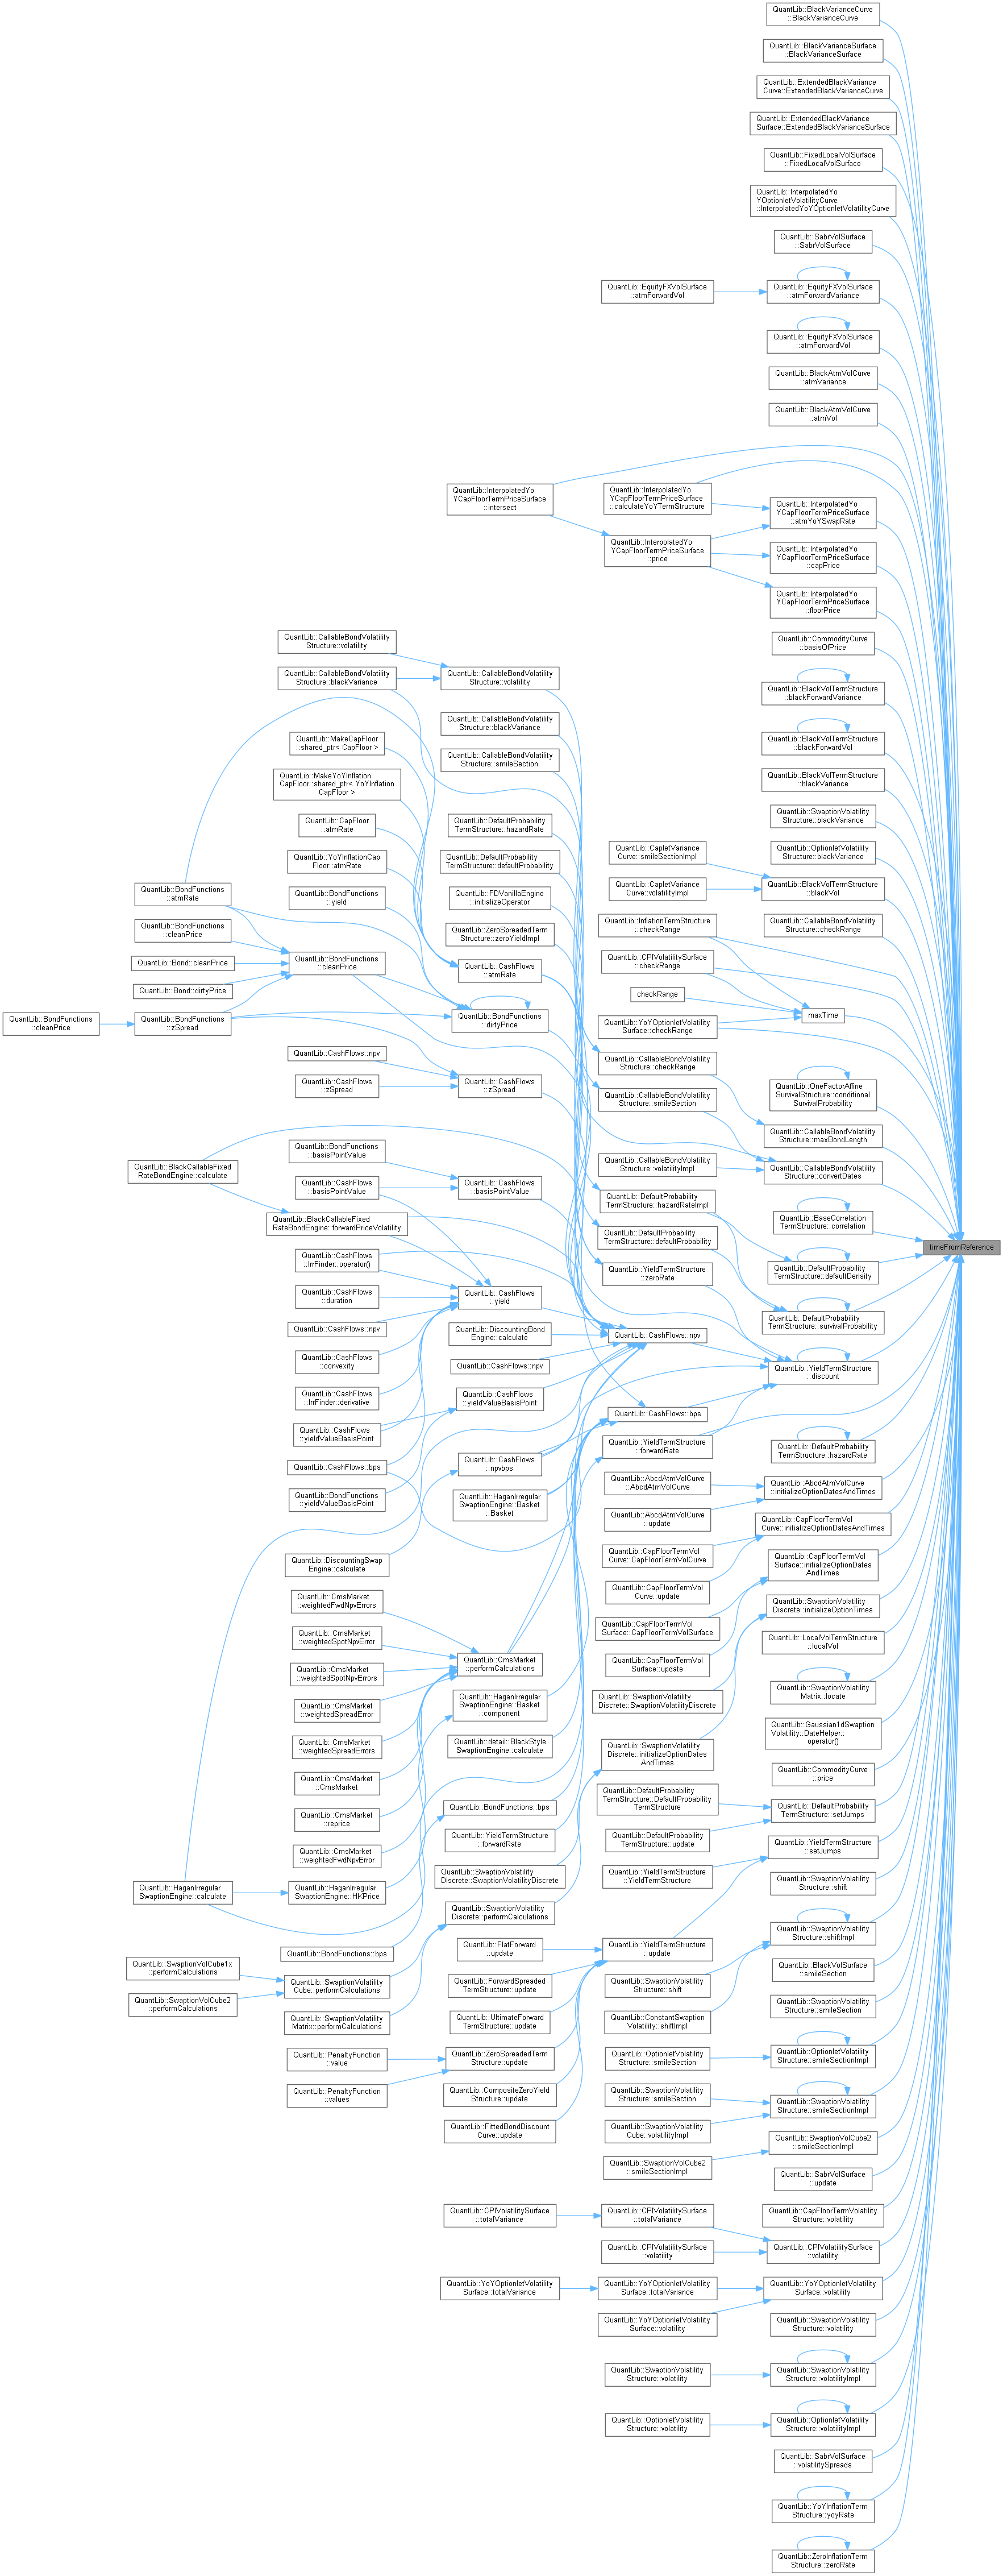 QuantLib::BlackVarianceCurve
::BlackVarianceCurve
QuantLib::BlackVarianceSurface
::BlackVarianceSurface
QuantLib::ExtendedBlackVariance
Curve::ExtendedBlackVarianceCurve
QuantLib::ExtendedBlackVariance
Surface::ExtendedBlackVarianceSurface
QuantLib::FixedLocalVolSurface
::FixedLocalVolSurface
QuantLib::InterpolatedYo
YOptionletVolatilityCurve
::InterpolatedYoYOptionletVolatilityCurve
QuantLib::SabrVolSurface
::SabrVolSurface
QuantLib::EquityFXVolSurface
::atmForwardVol
QuantLib::EquityFXVolSurface
::atmForwardVariance
QuantLib::EquityFXVolSurface
::atmForwardVol
QuantLib::BlackAtmVolCurve
::atmVariance
QuantLib::BlackAtmVolCurve
::atmVol
QuantLib::InterpolatedYo
YCapFloorTermPriceSurface
::intersect
QuantLib::InterpolatedYo
YCapFloorTermPriceSurface
::calculateYoYTermStructure
QuantLib::InterpolatedYo
YCapFloorTermPriceSurface
::atmYoYSwapRate
QuantLib::InterpolatedYo
YCapFloorTermPriceSurface
::price
QuantLib::InterpolatedYo
YCapFloorTermPriceSurface
::capPrice
QuantLib::InterpolatedYo
YCapFloorTermPriceSurface
::floorPrice
QuantLib::CommodityCurve
::basisOfPrice
QuantLib::CallableBondVolatility
Structure::volatility
QuantLib::CallableBondVolatility
Structure::blackVariance
QuantLib::CallableBondVolatility
Structure::volatility
QuantLib::BlackVolTermStructure
::blackForwardVariance
QuantLib::CallableBondVolatility
Structure::blackVariance
QuantLib::MakeCapFloor
::shared_ptr< CapFloor >
QuantLib::BlackVolTermStructure
::blackForwardVol
QuantLib::CallableBondVolatility
Structure::smileSection
QuantLib::MakeYoYInflation
CapFloor::shared_ptr< YoYInflation
CapFloor >
QuantLib::BlackVolTermStructure
::blackVariance
QuantLib::CapFloor
::atmRate
QuantLib::DefaultProbability
TermStructure::hazardRate
QuantLib::SwaptionVolatility
Structure::blackVariance
QuantLib::YoYInflationCap
Floor::atmRate
QuantLib::DefaultProbability
TermStructure::defaultProbability
QuantLib::CapletVariance
Curve::smileSectionImpl
QuantLib::OptionletVolatility
Structure::blackVariance
QuantLib::BondFunctions
::atmRate
QuantLib::BondFunctions
::yield
QuantLib::FDVanillaEngine
::initializeOperator
QuantLib::CapletVariance
Curve::volatilityImpl
QuantLib::BlackVolTermStructure
::blackVol
QuantLib::BondFunctions
::cleanPrice
QuantLib::ZeroSpreadedTerm
Structure::zeroYieldImpl
QuantLib::InflationTermStructure
::checkRange
QuantLib::CallableBondVolatility
Structure::checkRange
QuantLib::Bond::cleanPrice
QuantLib::BondFunctions
::cleanPrice
QuantLib::CashFlows
::atmRate
QuantLib::CPIVolatilitySurface
::checkRange
QuantLib::Bond::dirtyPrice
checkRange
QuantLib::BondFunctions
::cleanPrice
QuantLib::BondFunctions
::zSpread
QuantLib::BondFunctions
::dirtyPrice
QuantLib::YoYOptionletVolatility
Surface::checkRange
maxTime
QuantLib::CashFlows::npv
QuantLib::CashFlows
::zSpread
QuantLib::CashFlows
::zSpread
QuantLib::CallableBondVolatility
Structure::checkRange
QuantLib::OneFactorAffine
SurvivalStructure::conditional
SurvivalProbability
QuantLib::CallableBondVolatility
Structure::smileSection
QuantLib::CallableBondVolatility
Structure::maxBondLength
QuantLib::BlackCallableFixed
RateBondEngine::calculate
QuantLib::BondFunctions
::basisPointValue
QuantLib::CashFlows
::basisPointValue
QuantLib::CashFlows
::basisPointValue
QuantLib::CallableBondVolatility
Structure::volatilityImpl
QuantLib::CallableBondVolatility
Structure::convertDates
QuantLib::BlackCallableFixed
RateBondEngine::forwardPriceVolatility
QuantLib::DefaultProbability
TermStructure::hazardRateImpl
QuantLib::BaseCorrelation
TermStructure::correlation
QuantLib::CashFlows
::IrrFinder::operator()
QuantLib::DefaultProbability
TermStructure::defaultProbability
timeFromReference
QuantLib::CashFlows
::duration
QuantLib::CashFlows
::yield
QuantLib::YieldTermStructure
::zeroRate
QuantLib::DefaultProbability
TermStructure::defaultDensity
QuantLib::CashFlows::npv
QuantLib::DiscountingBond
Engine::calculate
QuantLib::CashFlows::npv
QuantLib::DefaultProbability
TermStructure::survivalProbability
QuantLib::CashFlows
::convexity
QuantLib::CashFlows::npv
QuantLib::YieldTermStructure
::discount
QuantLib::CashFlows
::IrrFinder::derivative
QuantLib::CashFlows
::yieldValueBasisPoint
QuantLib::CashFlows::bps
QuantLib::CashFlows
::yieldValueBasisPoint
QuantLib::YieldTermStructure
::forwardRate
QuantLib::DefaultProbability
TermStructure::hazardRate
QuantLib::CashFlows::bps
QuantLib::CashFlows
::npvbps
QuantLib::AbcdAtmVolCurve
::AbcdAtmVolCurve
QuantLib::AbcdAtmVolCurve
::initializeOptionDatesAndTimes
QuantLib::BondFunctions
::yieldValueBasisPoint
QuantLib::HaganIrregular
SwaptionEngine::Basket
::Basket
QuantLib::AbcdAtmVolCurve
::update
QuantLib::CapFloorTermVol
Curve::initializeOptionDatesAndTimes
QuantLib::CapFloorTermVol
Curve::CapFloorTermVolCurve
QuantLib::DiscountingSwap
Engine::calculate
QuantLib::CapFloorTermVol
Curve::update
QuantLib::CapFloorTermVol
Surface::initializeOptionDates
AndTimes
QuantLib::CmsMarket
::weightedFwdNpvErrors
QuantLib::CapFloorTermVol
Surface::CapFloorTermVolSurface
QuantLib::SwaptionVolatility
Discrete::initializeOptionTimes
QuantLib::CmsMarket
::weightedSpotNpvError
QuantLib::CmsMarket
::performCalculations
QuantLib::CapFloorTermVol
Surface::update
QuantLib::LocalVolTermStructure
::localVol
QuantLib::CmsMarket
::weightedSpotNpvErrors
QuantLib::SwaptionVolatility
Discrete::SwaptionVolatilityDiscrete
QuantLib::SwaptionVolatility
Matrix::locate
QuantLib::CmsMarket
::weightedSpreadError
QuantLib::HaganIrregular
SwaptionEngine::Basket
::component
QuantLib::Gaussian1dSwaption
Volatility::DateHelper::
operator()
QuantLib::CmsMarket
::weightedSpreadErrors
QuantLib::detail::BlackStyle
SwaptionEngine::calculate
QuantLib::SwaptionVolatility
Discrete::initializeOptionDates
AndTimes
QuantLib::CommodityCurve
::price
QuantLib::CmsMarket
::CmsMarket
QuantLib::CmsMarket
::reprice
QuantLib::BondFunctions::bps
QuantLib::DefaultProbability
TermStructure::DefaultProbability
TermStructure
QuantLib::DefaultProbability
TermStructure::setJumps
QuantLib::CmsMarket
::weightedFwdNpvError
QuantLib::YieldTermStructure
::forwardRate
QuantLib::DefaultProbability
TermStructure::update
QuantLib::YieldTermStructure
::setJumps
QuantLib::HaganIrregular
SwaptionEngine::calculate
QuantLib::HaganIrregular
SwaptionEngine::HKPrice
QuantLib::SwaptionVolatility
Discrete::SwaptionVolatilityDiscrete
QuantLib::YieldTermStructure
::YieldTermStructure
QuantLib::SwaptionVolatility
Structure::shift
QuantLib::SwaptionVolatility
Discrete::performCalculations
QuantLib::BondFunctions::bps
QuantLib::FlatForward
::update
QuantLib::YieldTermStructure
::update
QuantLib::SwaptionVolatility
Structure::shiftImpl
QuantLib::SwaptionVolCube1x
::performCalculations
QuantLib::SwaptionVolatility
Cube::performCalculations
QuantLib::ForwardSpreaded
TermStructure::update
QuantLib::SwaptionVolatility
Structure::shift
QuantLib::BlackVolSurface
::smileSection
QuantLib::SwaptionVolCube2
::performCalculations
QuantLib::SwaptionVolatility
Matrix::performCalculations
QuantLib::UltimateForward
TermStructure::update
QuantLib::ConstantSwaption
Volatility::shiftImpl
QuantLib::SwaptionVolatility
Structure::smileSection
QuantLib::PenaltyFunction
::value
QuantLib::ZeroSpreadedTerm
Structure::update
QuantLib::OptionletVolatility
Structure::smileSection
QuantLib::OptionletVolatility
Structure::smileSectionImpl
QuantLib::PenaltyFunction
::values
QuantLib::CompositeZeroYield
Structure::update
QuantLib::SwaptionVolatility
Structure::smileSection
QuantLib::SwaptionVolatility
Structure::smileSectionImpl
QuantLib::FittedBondDiscount
Curve::update
QuantLib::SwaptionVolatility
Cube::volatilityImpl
QuantLib::SwaptionVolCube2
::smileSectionImpl
QuantLib::SwaptionVolCube2
::smileSectionImpl
QuantLib::SabrVolSurface
::update
QuantLib::CPIVolatilitySurface
::totalVariance
QuantLib::CPIVolatilitySurface
::totalVariance
QuantLib::CapFloorTermVolatility
Structure::volatility
QuantLib::CPIVolatilitySurface
::volatility
QuantLib::CPIVolatilitySurface
::volatility
QuantLib::YoYOptionletVolatility
Surface::totalVariance
QuantLib::YoYOptionletVolatility
Surface::totalVariance
QuantLib::YoYOptionletVolatility
Surface::volatility
QuantLib::YoYOptionletVolatility
Surface::volatility
QuantLib::SwaptionVolatility
Structure::volatility
QuantLib::SwaptionVolatility
Structure::volatility
QuantLib::SwaptionVolatility
Structure::volatilityImpl
QuantLib::OptionletVolatility
Structure::volatility
QuantLib::OptionletVolatility
Structure::volatilityImpl
QuantLib::SabrVolSurface
::volatilitySpreads
QuantLib::YoYInflationTerm
Structure::yoyRate
QuantLib::ZeroInflationTerm
Structure::zeroRate